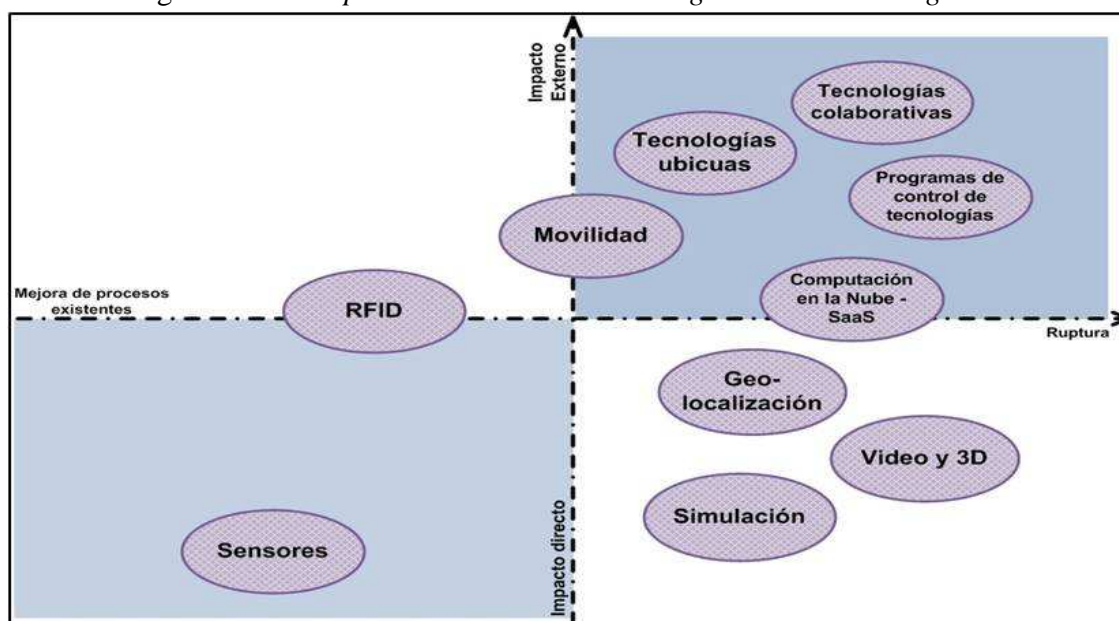 Impacto
Externo
Tecnologías
colaborativas
Tecnologías
ubicuas
Programas de
control de
tecnologías
Movilidad
Mejora de procesos
existentes
RFID
Computación
en la Nube -
SaaS
Ruptura
Geo-
localización
Video y 3D
Simulación
Sensores
Impacto directo